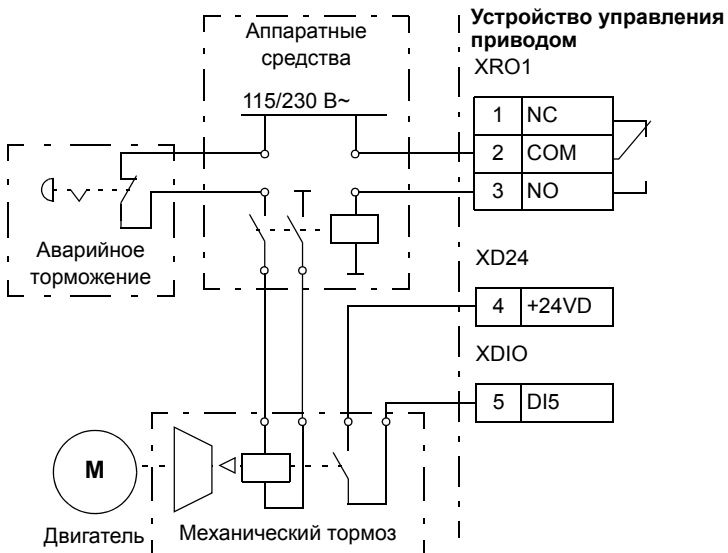 Устройство управления
приводом
Аппаратные
средства
XRO1
115/230 В~
1 NC
2 COM
3 NO
Аварийное
торможение
XD24
4 +24VD
XDIO
5 DI5
M
Двигатель
Механический тормоз